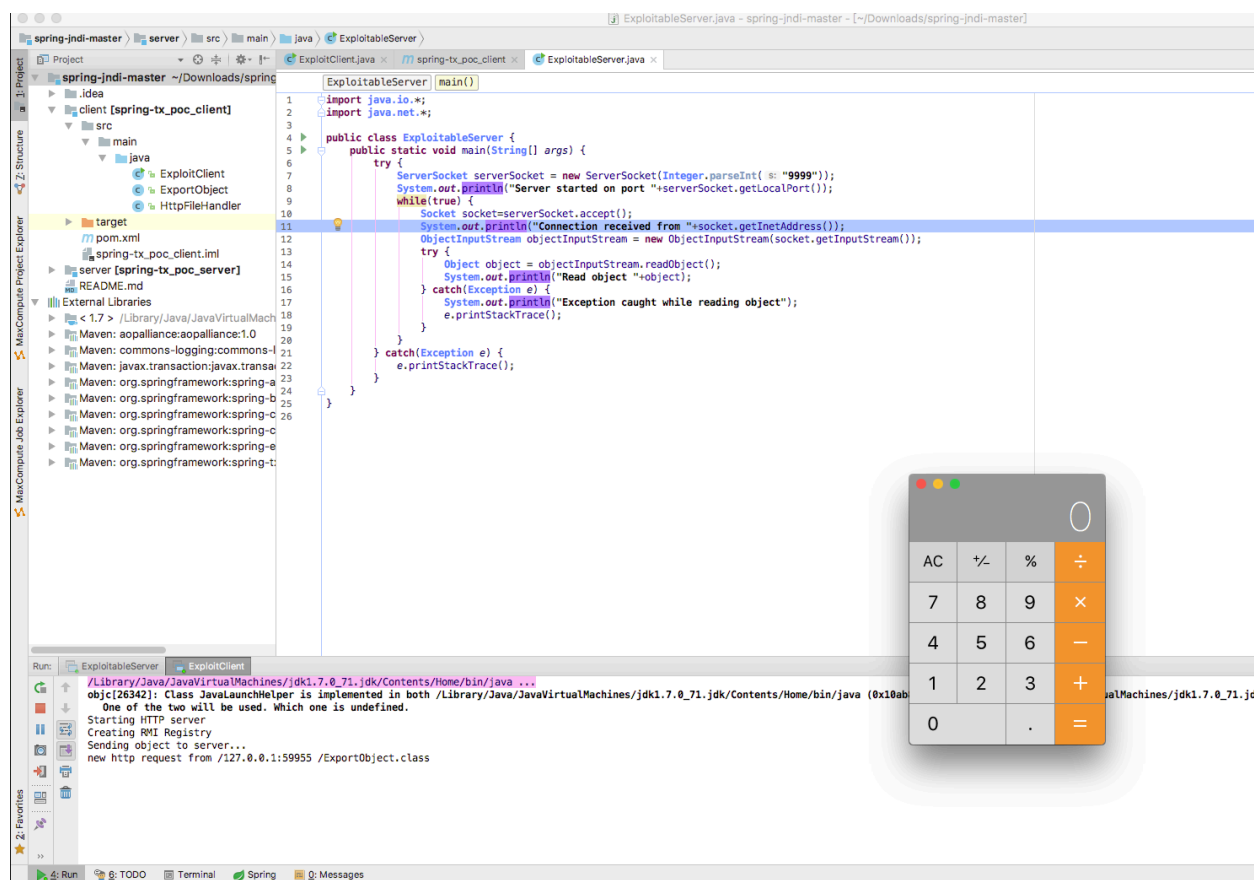 ExploitableServer.java - spring-jndi-master - [~/Downloads/spring-jndi-master]
spring-jndi-master server src main java ExploitableServer
Project
ExploitClient.java × spring-tx_poc_client × ExploitableServer.java ×
1: Project
Z: Structure
MaxCompute Project Explorer
MaxCompute Job Explorer
2: Favorites
spring-jndi-master ~/Downloads/spring
.idea
client [spring-tx_poc_client]
src
main
java
ExploitClient
ExportObject
HttpFileHandler
target
pom.xml
spring-tx_poc_client.iml
server [spring-tx_poc_server]
README.md
External Libraries
< 1.7 > /Library/Java/JavaVirtualMach
Maven: aopalliance:aopalliance:1.0
Maven: commons-logging:commons-l
Maven: javax.transaction:javax.transa
Maven: org.springframework:spring-a
Maven: org.springframework:spring-b
Maven: org.springframework:spring-c
Maven: org.springframework:spring-c
Maven: org.springframework:spring-e
Maven: org.springframework:spring-t
ExploitableServer main()
1 import java.io.*;
2 import java.net.*;
3
4 public class ExploitableServer {
5 public static void main(String[] args) {
6 try {
7 ServerSocket serverSocket = new ServerSocket(Integer.parseInt( s: "9999"));
8 System.out.println("Server started on port "+serverSocket.getLocalPort());
9 while(true) {
10 Socket socket=serverSocket.accept();
11 System.out.println("Connection received from "+socket.getInetAddress());
12 ObjectInputStream objectInputStream = new ObjectInputStream(socket.getInputStream());
13 try {
14 Object object = objectInputStream.readObject();
15 System.out.println("Read object "+object);
16 } catch(Exception e) {
17 System.out.println("Exception caught while reading object");
18 e.printStackTrace();
19 }
20 }
21 } catch(Exception e) {
22 e.printStackTrace();
23 }
24 }
25 }
26
0
AC +/- % ÷
7 8 9 ×
4 5 6 −
1 2 3 +
0 . =
Run: ExploitableServer ExploitClient
/Library/Java/JavaVirtualMachines/jdk1.7.0_71.jdk/Contents/Home/bin/java ...
objc[26342]: Class JavaLaunchHelper is implemented in both /Library/Java/JavaVirtualMachines/jdk1.7.0_71.jdk/Contents/Home/bin/java (0x10ab alMachines/jdk1.7.0_71.jd
One of the two will be used. Which one is undefined.
Starting HTTP server
Creating RMI Registry
Sending object to server...
new http request from /127.0.0.1:59955 /ExportObject.class
4: Run 6: TODO Terminal Spring 0: Messages